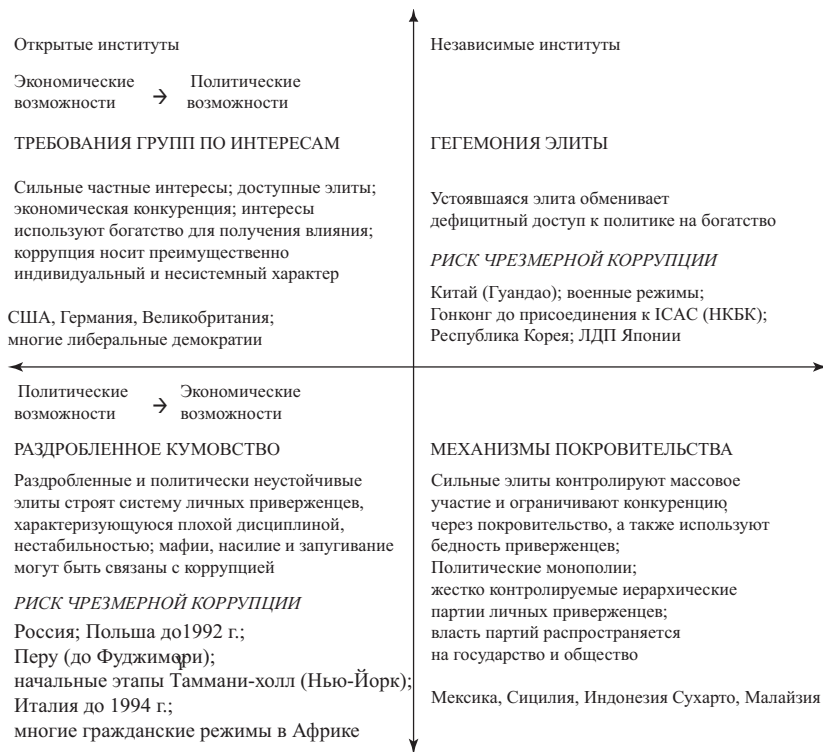 Открытые институты
Экономические возможности → Политические возможности
ТРЕБОВАНИЯ ГРУПП ПО ИНТЕРЕСАМ
Сильные частные интересы; доступные элиты;
экономическая конкуренция; интересы
используют богатство для получения влияния;
коррупция носит преимущественно
индивидуальный и несистемный характер
США, Германия, Великобритания;
многие либеральные демократии
Независимые институты
ГЕГЕМОНИЯ ЭЛИТЫ
Устоявшаяся элита обменивает
дефицитный доступ к политике на богатство
РИСК ЧРЕЗМЕРНОЙ КОРРУПЦИИ
Китай (Гуандао); военные режимы;
Гонконг до присоединения к ICAC (НКБК);
Республика Корея; ЛДП Японии
Политические возможности → Экономические возможности
РАЗДРОБЛЕННОЕ КУМОВСТВО
Раздробленные и политически неустойчивые
элиты строят систему личных приверженцев,
характеризующуюся плохой дисциплиной,
нестабильностью; мафии, насилие и запугивание
могут быть связаны с коррупцией
РИСК ЧРЕЗМЕРНОЙ КОРРУПЦИИ
Россия; Польша до1992 г.;
Перу (до Фуджимори);
начальные этапы Таммани-холл (Нью-Йорк);
Италия до 1994 г.;
многие гражданские режимы в Африке
МЕХАНИЗМЫ ПОКРОВИТЕЛЬСТВА
Сильные элиты контролируют массовое
участие и ограничивают конкуренцию
через покровительство, а также используют
бедность приверженцев;
Политические монополии;
жестко контролируемые иерархические
партии личных приверженцев;
власть партий распространяется
на государство и общество
Мексика, Сицилия, Индонезия Сухарто, Малайзия